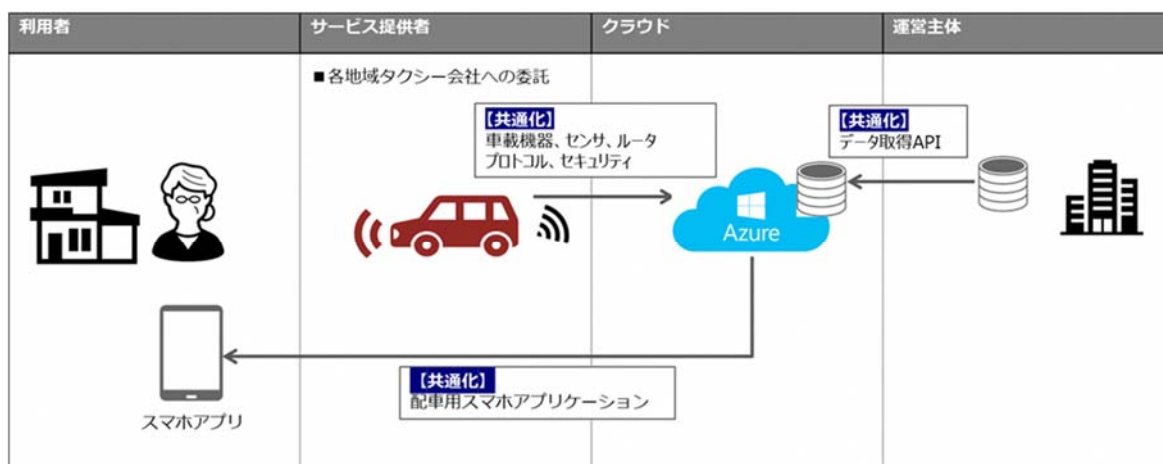 利用者
サービス提供者
クラウド
運営主体
■各地域タクシー会社への委託
【共通化】
車載機器、センサ、ルータ
プロトコル、セキュリティ
【共通化】
データ取得API
Azure
【共通化】
配車用スマホアプリケーション
スマホアプリ